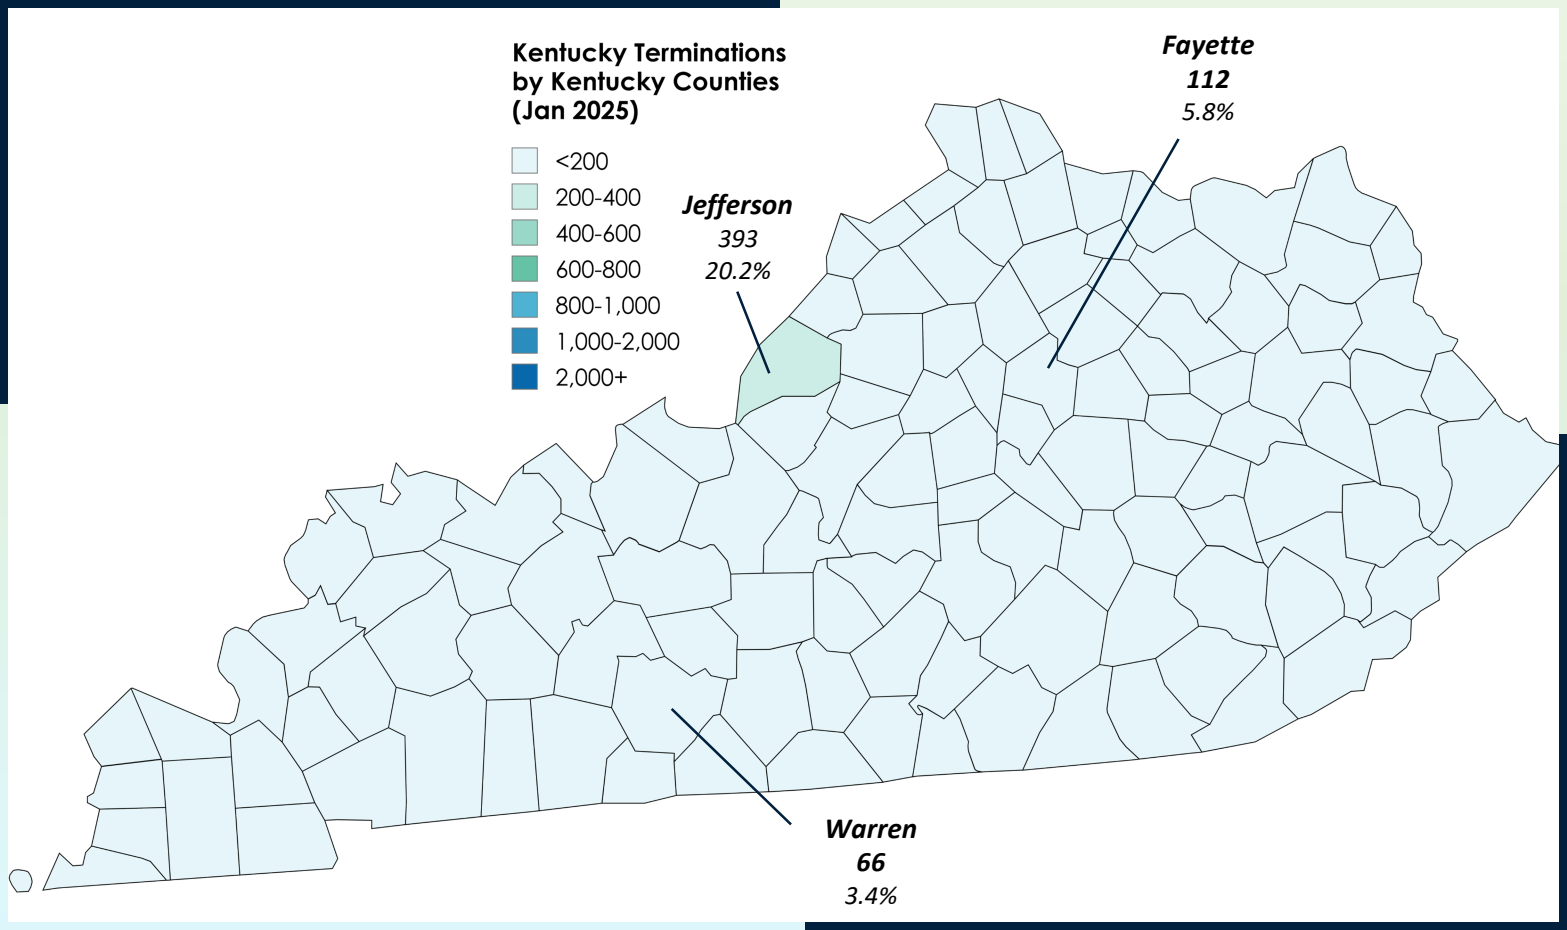 Kentucky Terminations
by Kentucky Counties
(Jan 2025)
<200
200-400
400-600
600-800
800-1,000
1,000-2,000
2,000+
Jefferson
393
20.2%
Fayette
112
5.8%
Warren
66
3.4%